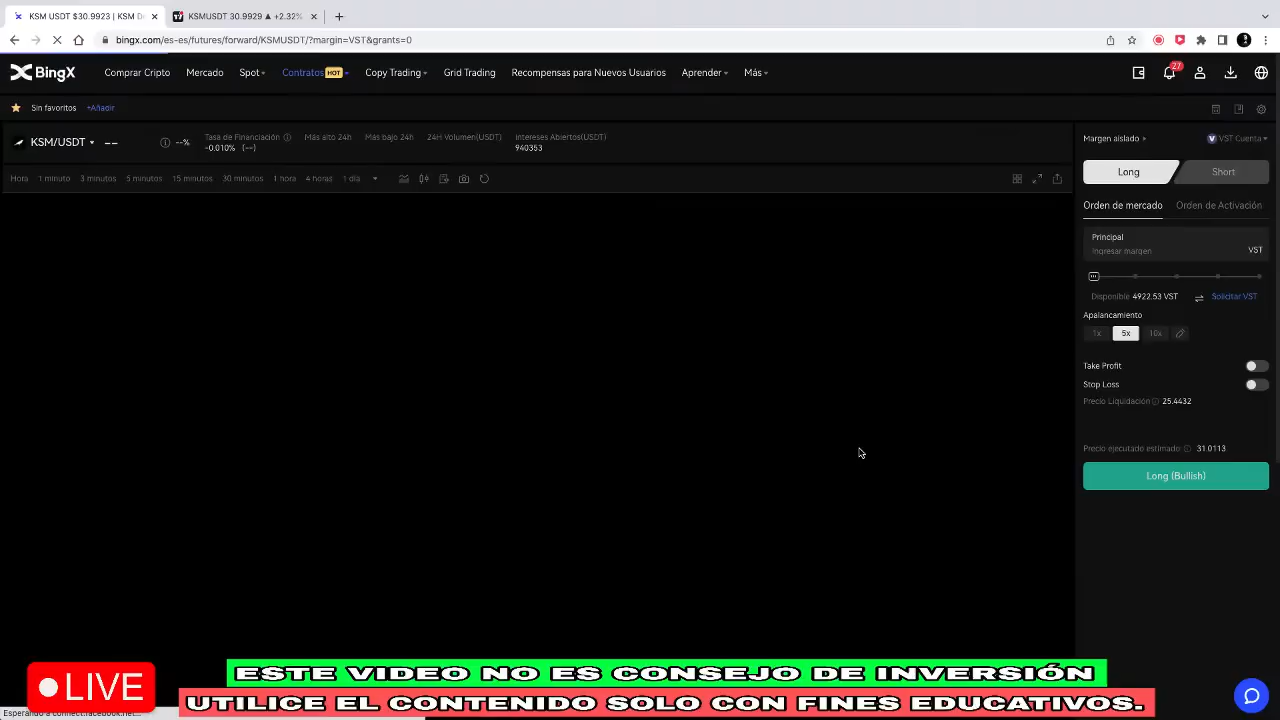 KSM USDT $30.9923 | KSM D
KSMUSDT 30.9929 ▲ +2.32%
bingx.com/es-es/futures/forward/KSMUSDT/?margin=VST&grants=0
BingX
Comprar Cripto
Mercado
Spot
Contratos HOT
Copy Trading
Grid Trading
Recompensas para Nuevos Usuarios
Aprender
Más
27
Sin favoritos +Añadir
KSM/USDT --
--%
Tasa de Financiación
-0.010% (--)
Más alto 24h
Más bajo 24h
24H Volumen(USDT)
Intereses Abiertos(USDT)
940353
Hora 1 minuto 3 minutos 5 minutos 15 minutos 30 minutos 1 hora 4 horas 1 día
Margen aislado
VST Cuenta
Long Short
Orden de mercado Orden de Activación
Principal
Ingresar margen
VST
Disponible 4922.53 VST
Solicitar VST
Apalancamiento
1x 5x 10x
Take Profit
Stop Loss
Precio Liquidación 25.4432
Precio ejecutado estimado: 31.0113
Long (Bullish)
LIVE
ESTE VIDEO NO ES CONSEJO DE INVERSIÓN
UTILICE EL CONTENIDO SOLO CON FINES EDUCATIVOS.
Esperando a connect.facebook.net...